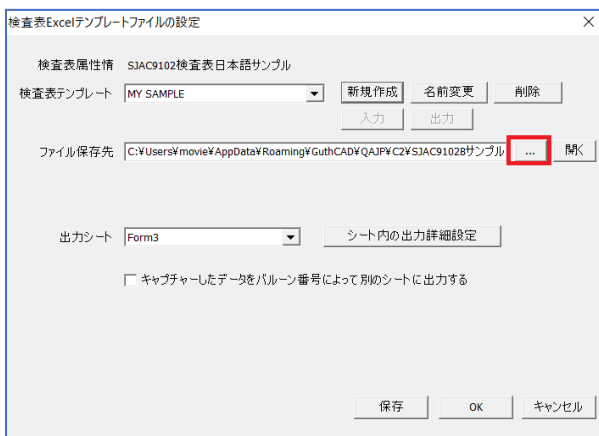 検査表Excelテンプレートファイルの設定
検査表属性情 SJAC9102検査表日本語サンプル
検査表テンプレート MY SAMPLE 新規作成 名前変更 削除
入力 出力
ファイル保存先 C:¥Users¥movie¥AppData¥Roaming¥GuthCAD¥QAJP¥C2¥SJAC9102Bサンプル ... 開く
出力シート Form3 シート内の出力詳細設定
キャプチャーしたデータをバルーン番号によって別のシートに出力する
保存 OK キャンセル